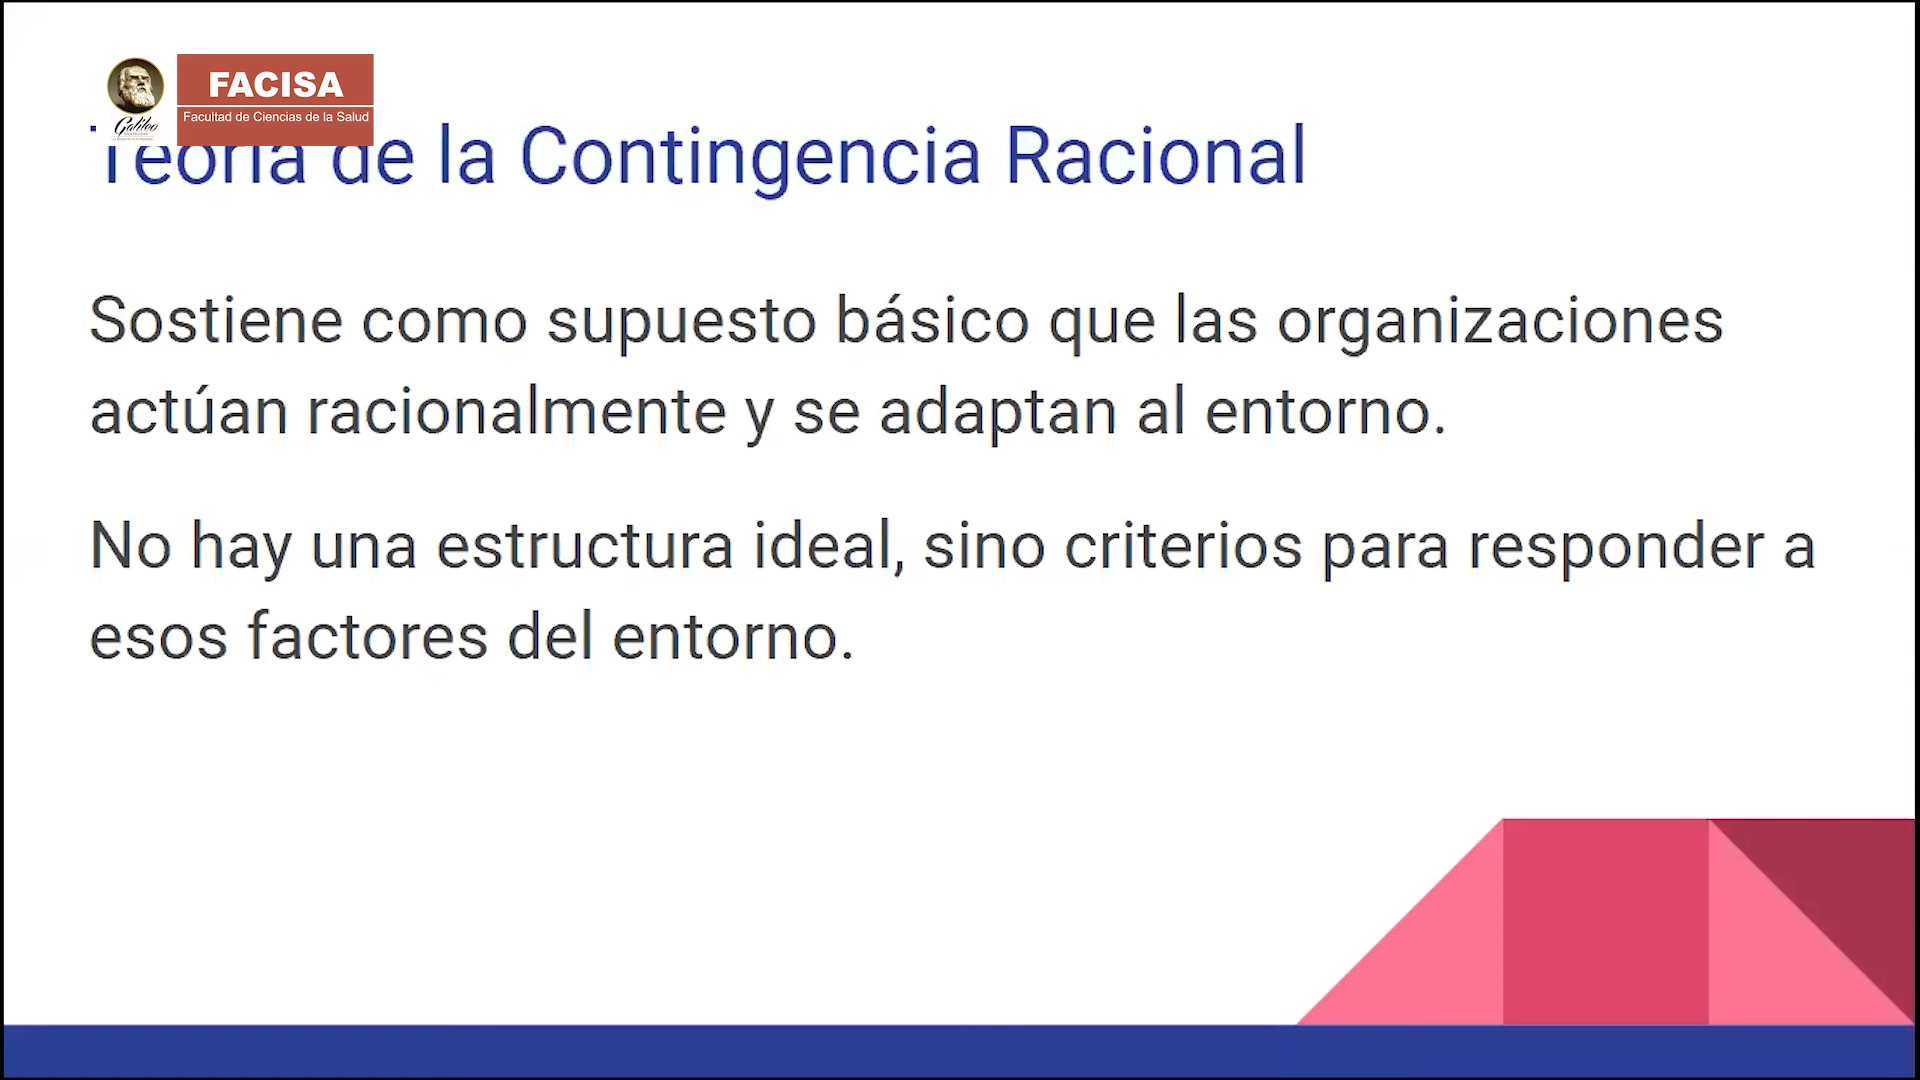 FACISA
Facultad de Ciencias de la Salud
Galileo
Teoría de la Contingencia Racional
Sostiene como supuesto básico que las organizaciones
actúan racionalmente y se adaptan al entorno.
No hay una estructura ideal, sino criterios para responder a
esos factores del entorno.